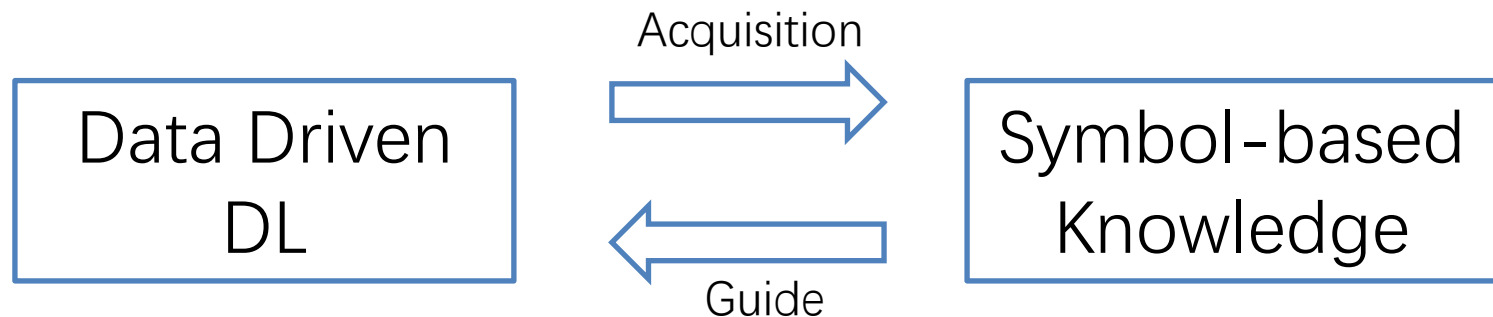 Acquisition
Data Driven
DL
Symbol-based
Knowledge
Guide